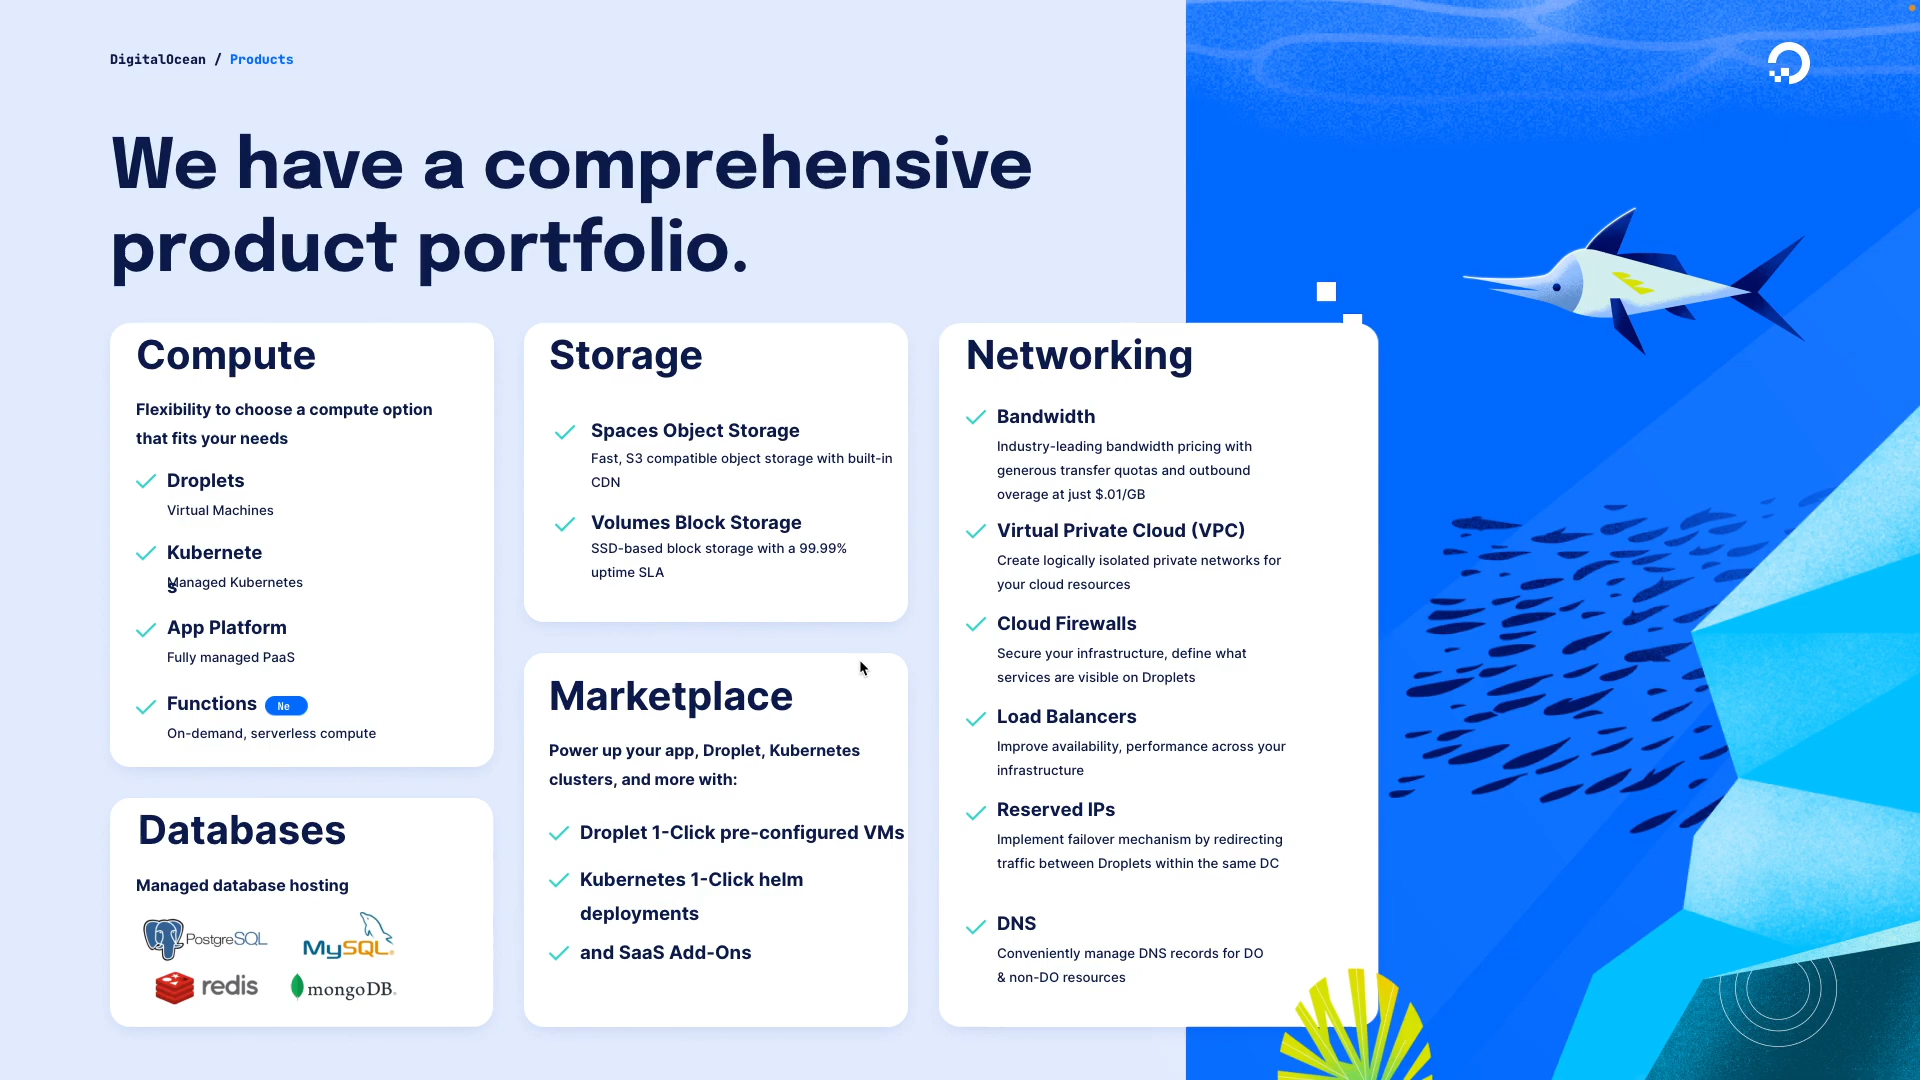 DigitalOcean / Products
We have a comprehensive
product portfolio.
Compute
Flexibility to choose a compute option
that fits your needs
Droplets
Virtual Machines
Kubernete
s
Managed Kubernetes
App Platform
Fully managed PaaS
Functions Ne
On-demand, serverless compute
Databases
Managed database hosting
PostgreSQL
MySQL
redis
mongoDB
Storage
Spaces Object Storage
Fast, S3 compatible object storage with built-in
CDN
Volumes Block Storage
SSD-based block storage with a 99.99%
uptime SLA
Marketplace
Power up your app, Droplet, Kubernetes
clusters, and more with:
Droplet 1-Click pre-configured VMs
Kubernetes 1-Click helm
deployments
and SaaS Add-Ons
Networking
Bandwidth
Industry-leading bandwidth pricing with
generous transfer quotas and outbound
overage at just $.01/GB
Virtual Private Cloud (VPC)
Create logically isolated private networks for
your cloud resources
Cloud Firewalls
Secure your infrastructure, define what
services are visible on Droplets
Load Balancers
Improve availability, performance across your
infrastructure
Reserved IPs
Implement failover mechanism by redirecting
traffic between Droplets within the same DC
DNS
Conveniently manage DNS records for DO
& non-DO resources